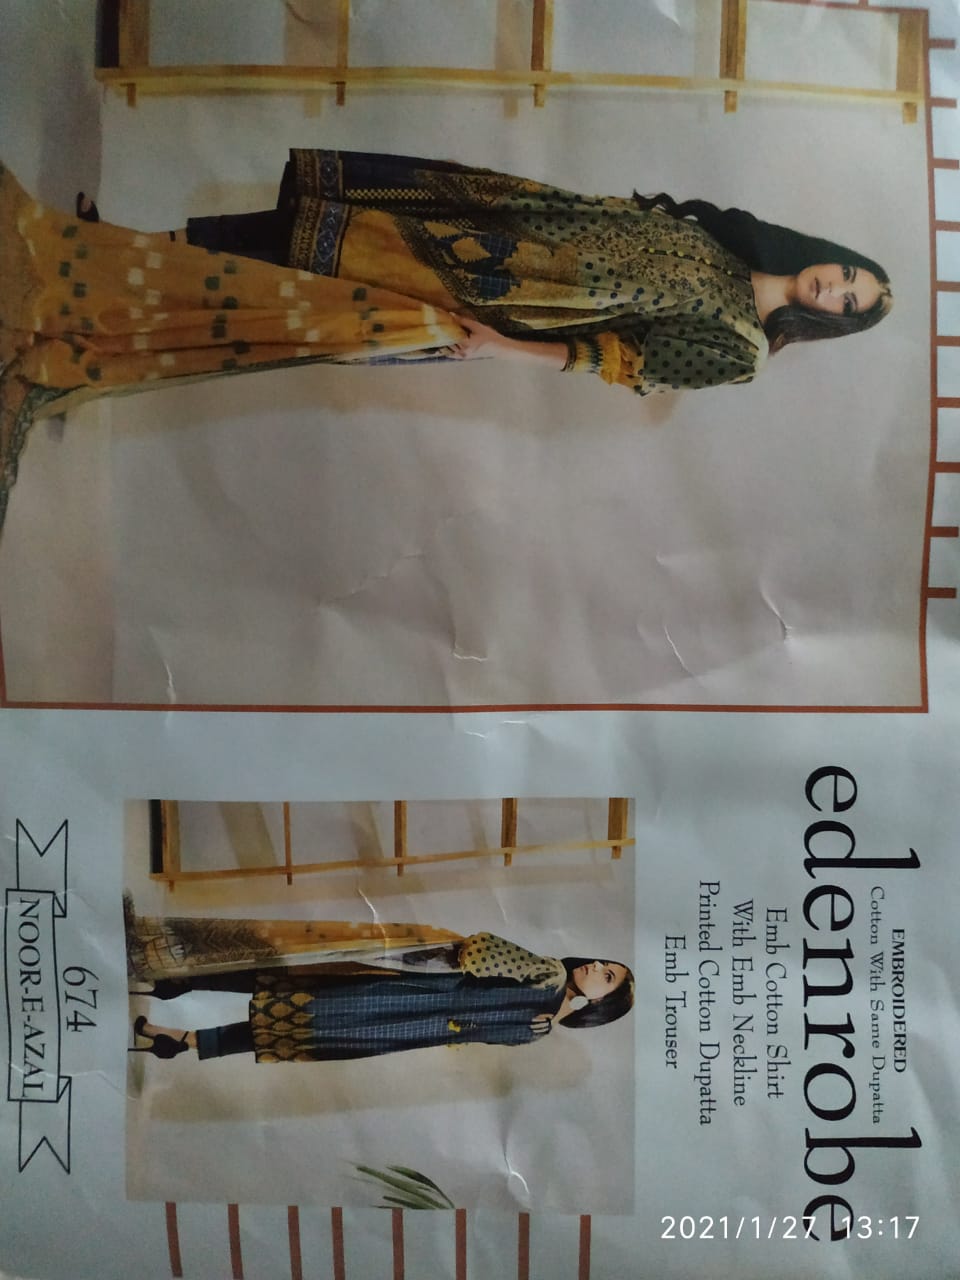 EMBROIDERED
Cotton With Same Dupatta
edenrobe
Emb Cotton Shirt
With Emb Neckline
Printed Cotton Dupatta
Emb Trouser
674
NOOR-E-AZAL
2021/1/27 13:17